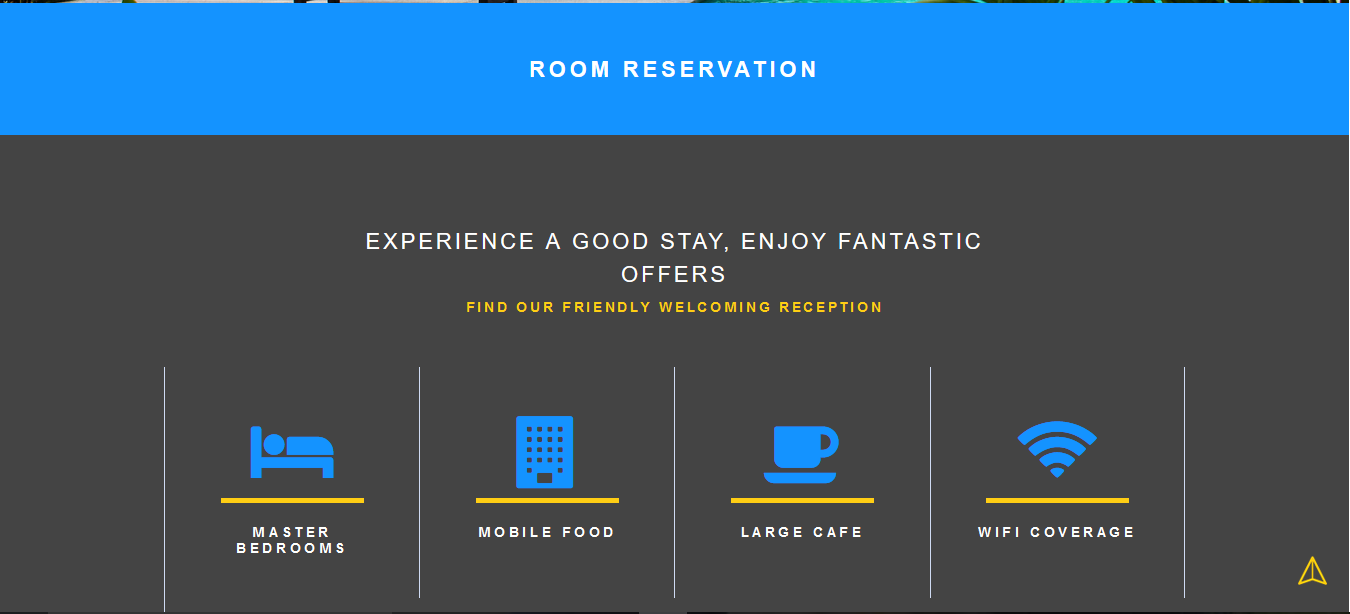 ROOM RESERVATION
EXPERIENCE A GOOD STAY, ENJOY FANTASTIC
OFFERS
FIND OUR FRIENDLY WELCOMING RECEPTION
MASTER
BEDROOMS
MOBILE FOOD
LARGE CAFE
WIFI COVERAGE